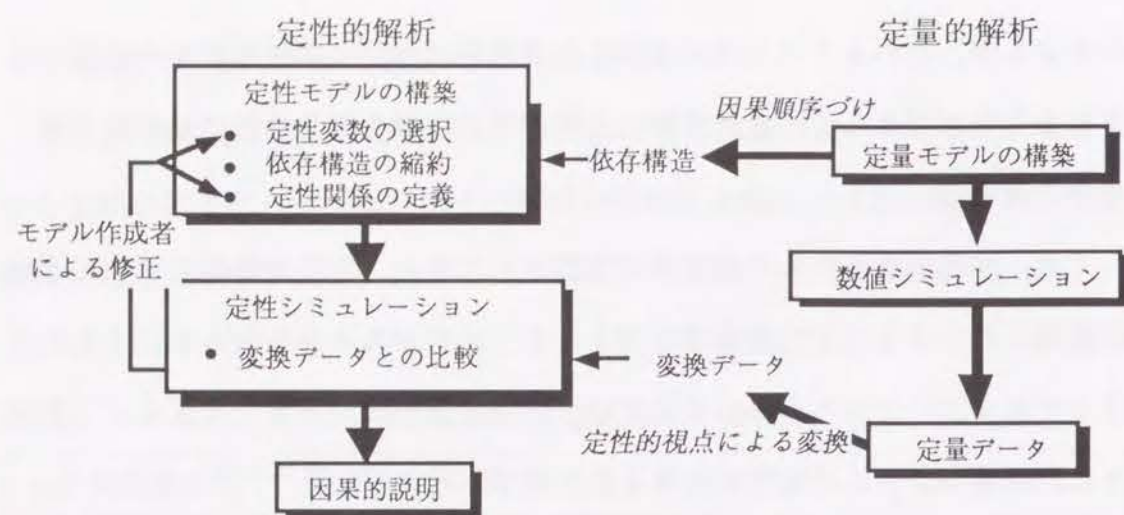 定性的解析
定量的解析
定性モデルの構築
• 定性変数の選択
• 依存構造の縮約
• 定性関係の定義
因果順序づけ
依存構造
定量モデルの構築
モデル作成者
による修正
数値シミュレーション
定性シミュレーション
• 変換データとの比較
変換データ
定性的視点による変換
定量データ
因果的説明